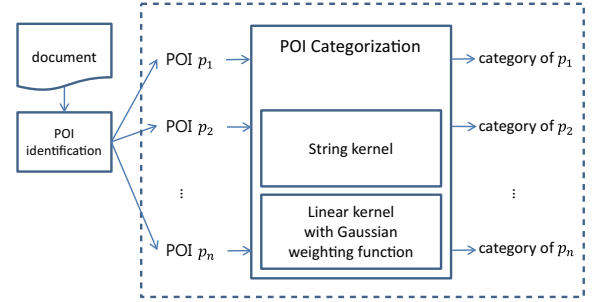 document
POI
identification
POI p₁
POI p₂
⋮
POI pₙ
POI Categorization
String kernel
Linear kernel
with Gaussian
weighting function
category of p₁
category of p₂
⋮
category of pₙ